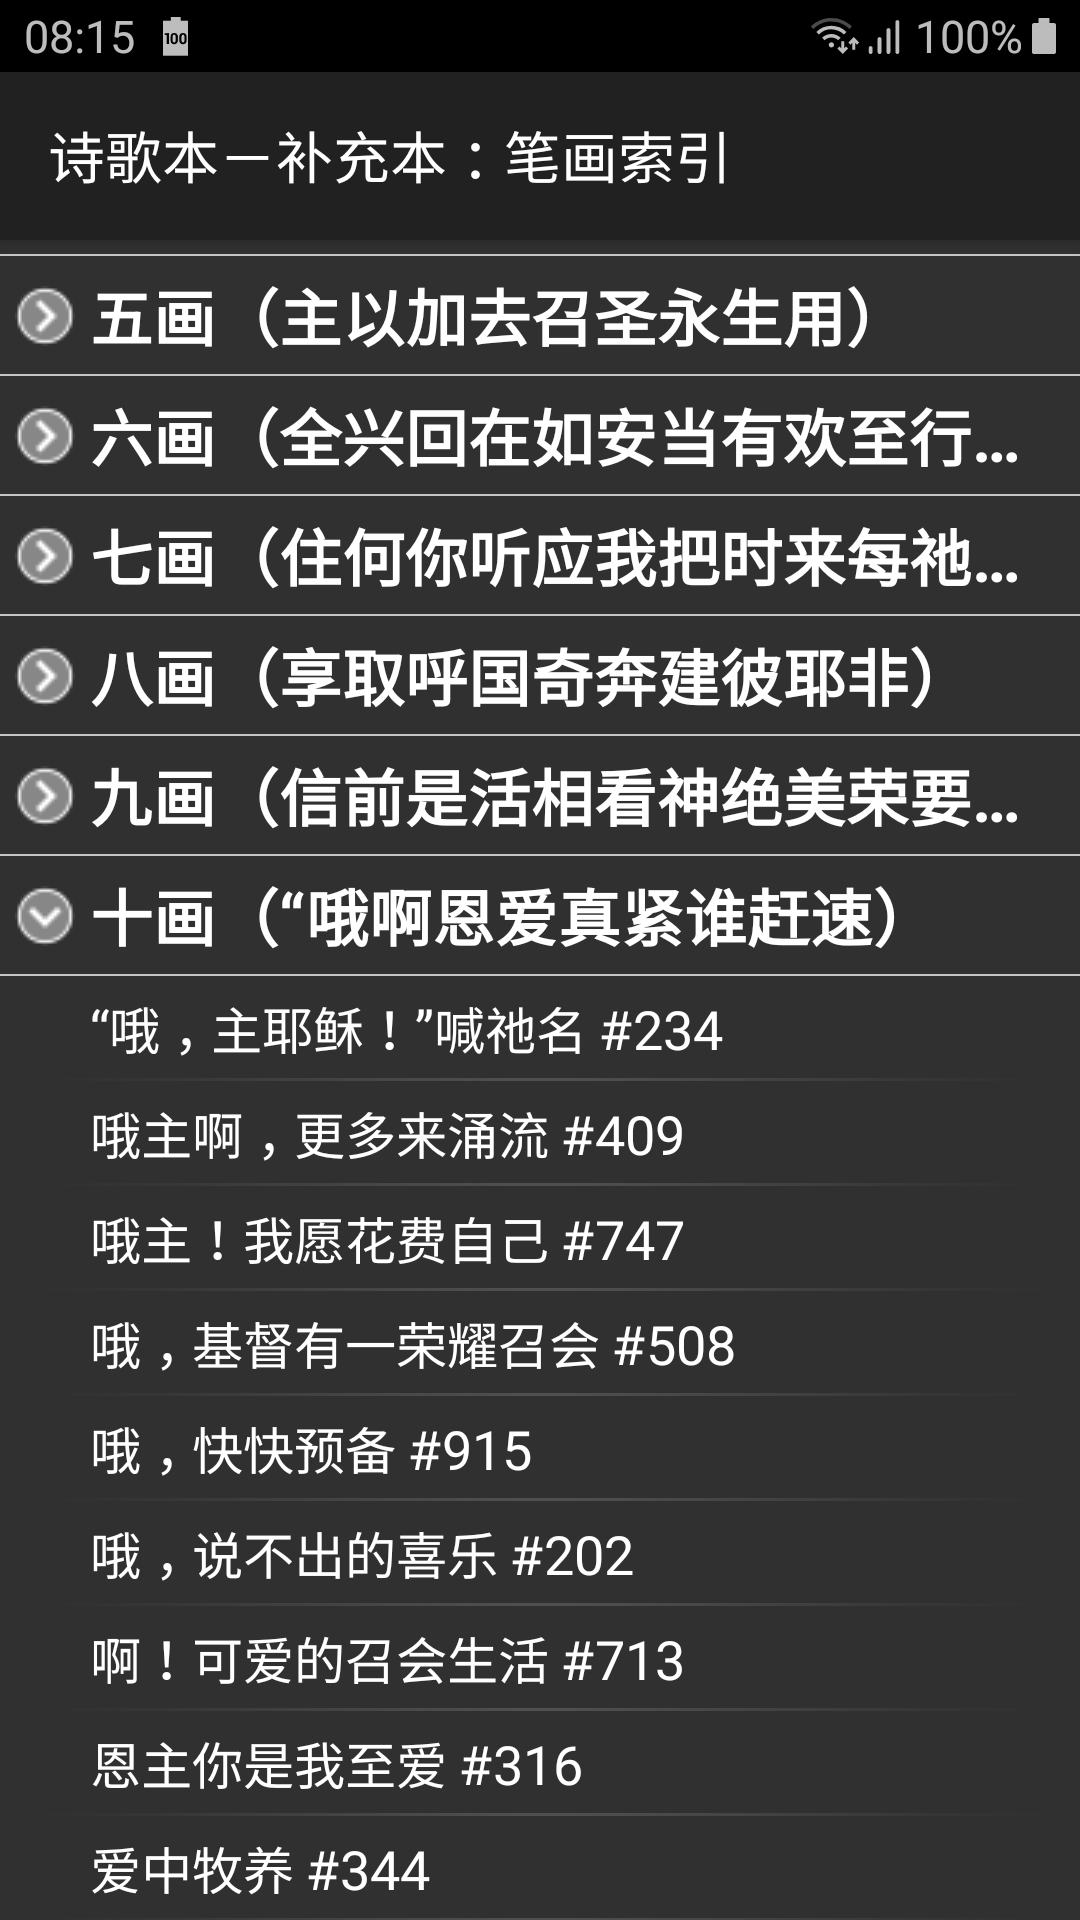 08:15
100
100%
诗歌本－补充本：笔画索引
五画（主以加去召圣永生用）
六画（全兴回在如安当有欢至行...
七画（住何你听应我把时来每祂...
八画（享取呼国奇奔建彼耶非）
九画（信前是活相看神绝美荣要...
十画（“哦啊恩爱真紧谁赶速）
“哦，主耶稣！”喊祂名 #234
哦主啊，更多来涌流 #409
哦主！我愿花费自己 #747
哦，基督有一荣耀召会 #508
哦，快快预备 #915
哦，说不出的喜乐 #202
啊！可爱的召会生活 #713
恩主你是我至爱 #316
爱中牧养 #344